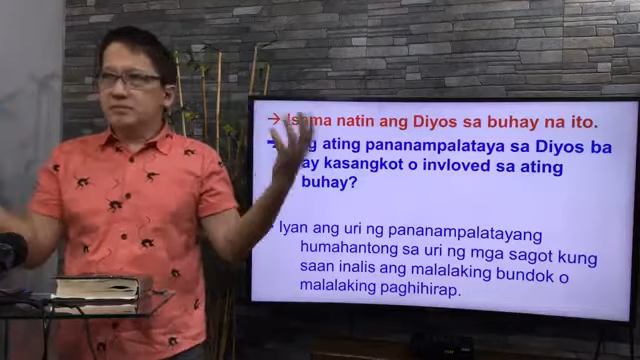 → Isama natin ang Diyos sa buhay na ito.
ating pananampalataya sa Diyos ba
ay kasangkot o invloved sa ating
buhay?
Iyan ang uri ng pananampalatayang
humahantong sa uri ng mga sagot kung
saan inalis ang malalaking bundok o
malalaking paghihirap.